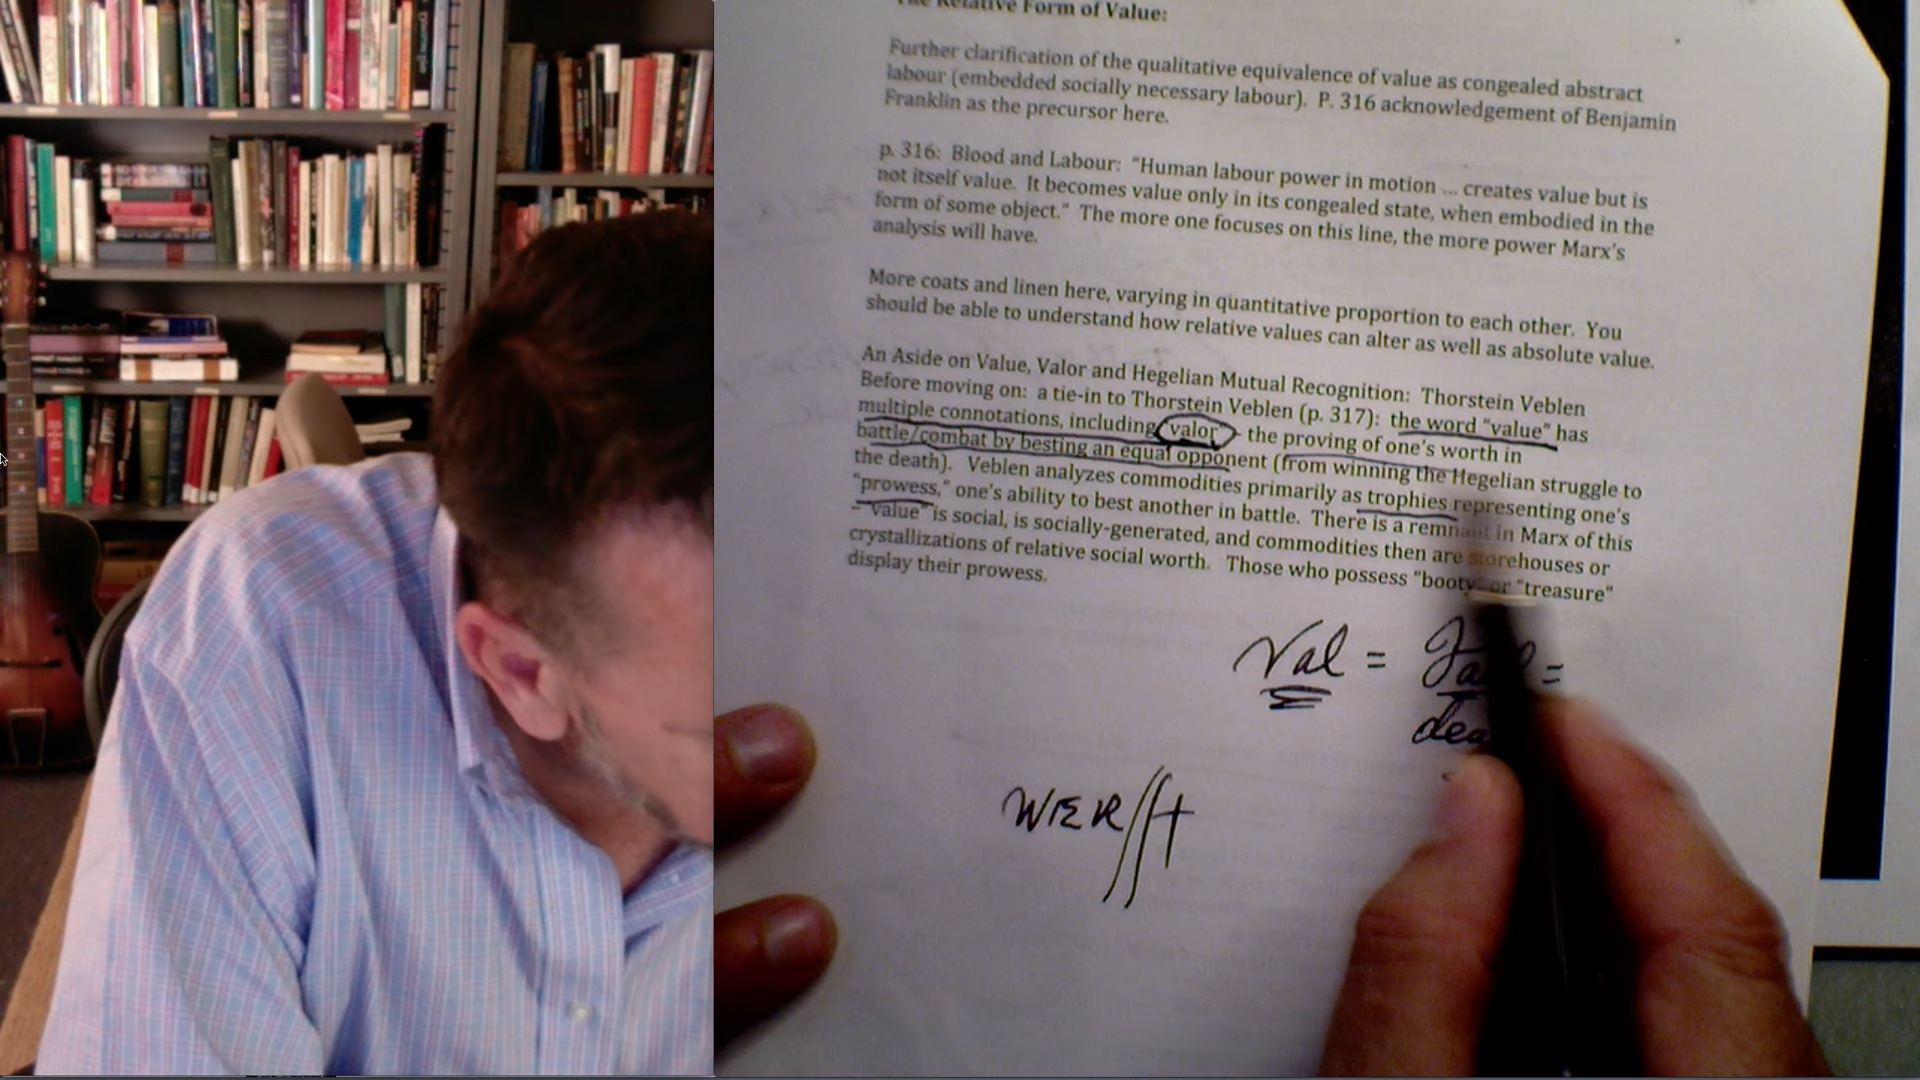 The Relative Form of Value:
Further clarification of the qualitative equivalence of value as congealed abstract
labour (embedded socially necessary labour). P. 316 acknowledgement of Benjamin
Franklin as the precursor here.
p. 316: Blood and Labour: "Human labour power in motion ... creates value but is
not itself value. It becomes value only in its congealed state, when embodied in the
form of some object." The more one focuses on this line, the more power Marx's
analysis will have.
More coats and linen here, varying in quantitative proportion to each other. You
should be able to understand how relative values can alter as well as absolute value.
An Aside on Value, Valor and Hegelian Mutual Recognition: Thorstein Veblen
Before moving on: a tie-in to Thorstein Veblen (p. 317): the word "value" has
multiple connotations, including "valor" – the proving of one's worth in
battle/combat by besting an equal opponent (from winning the Hegelian struggle to
the death). Veblen analyzes commodities primarily as trophies representing one's
"prowess," one's ability to best another in battle. There is a remnant in Marx of this
– "value" is social, is socially-generated, and commodities then are storehouses or
crystallizations of relative social worth. Those who possess "booty" or "treasure"
display their prowess.
Val = =
WER t